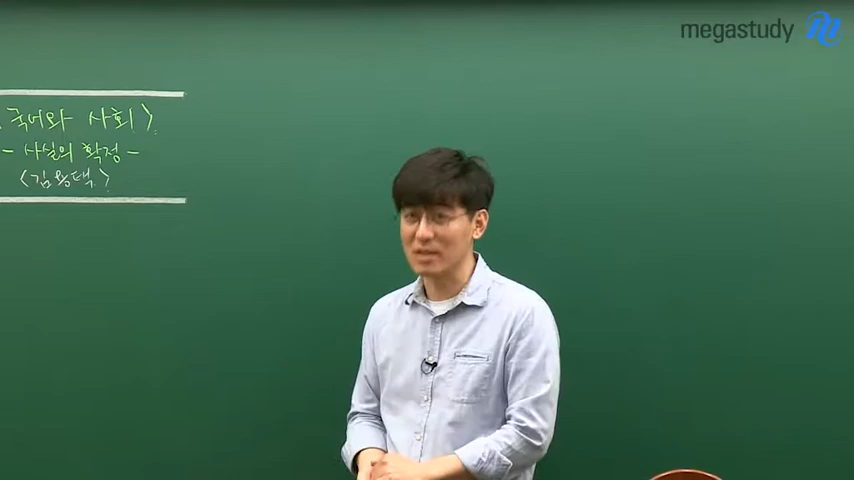 megastudy
국어와 사회 〉
- 사실의 확정 -
〈김용택〉